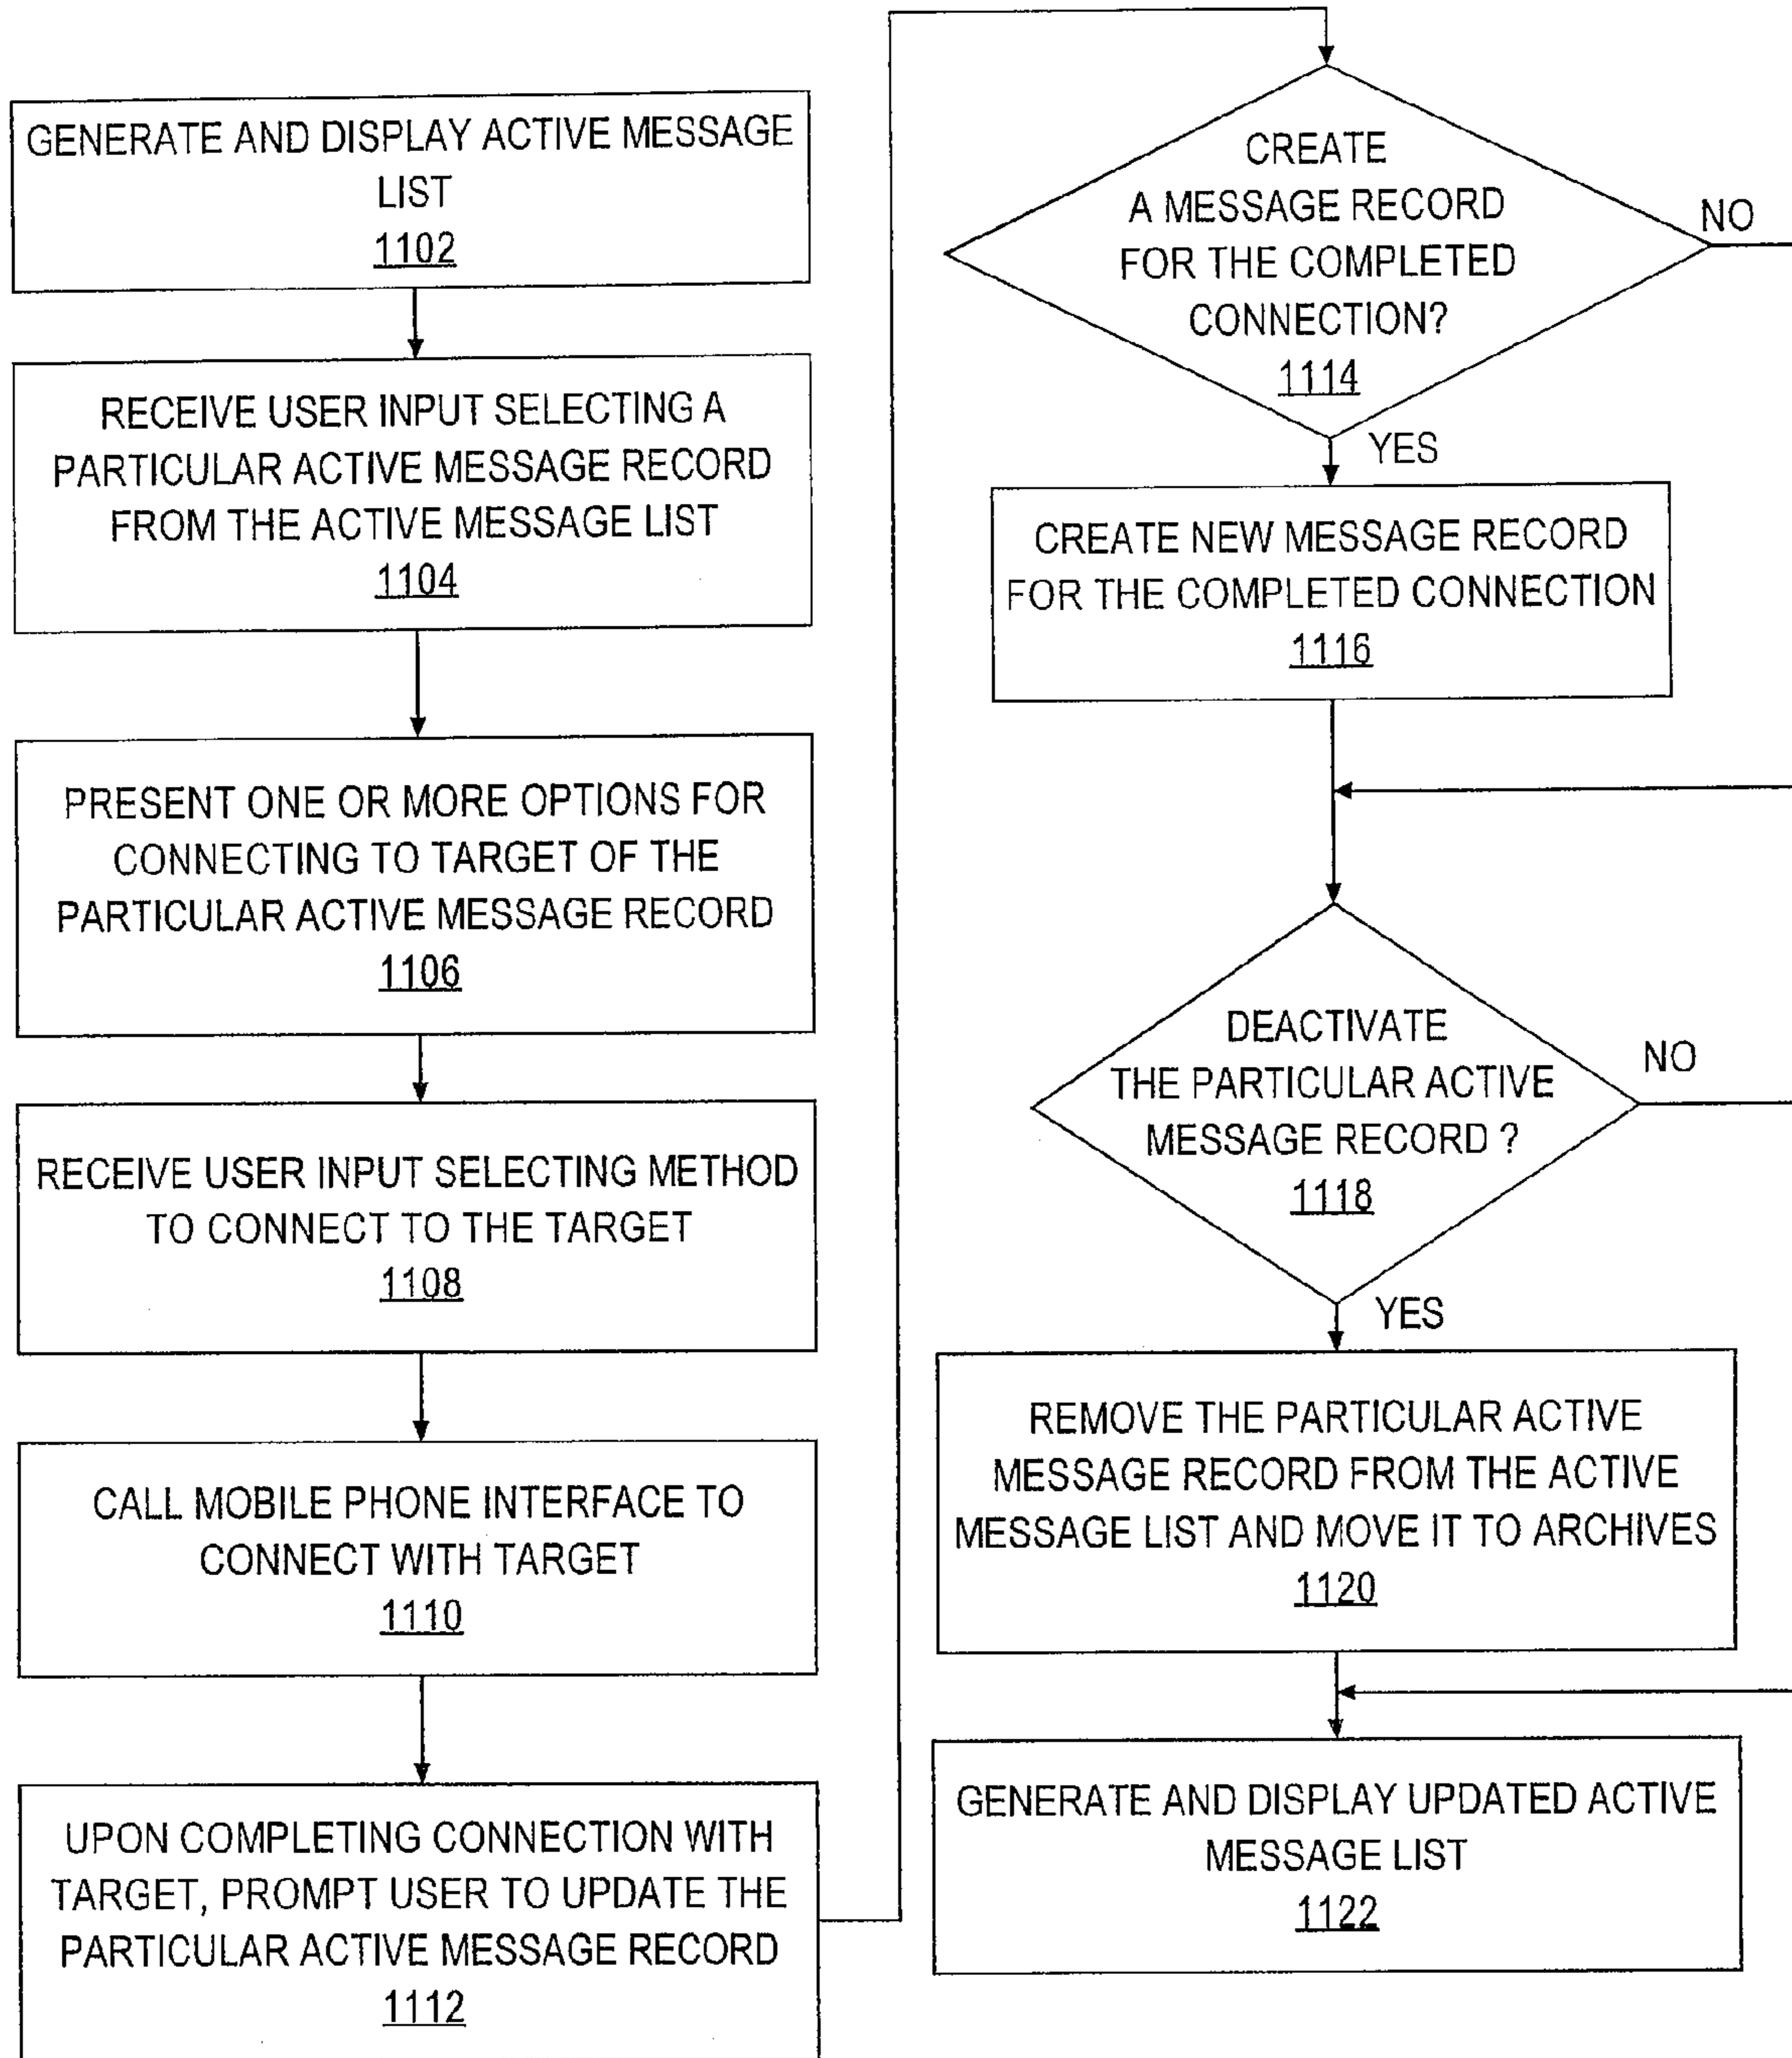 GENERATE AND DISPLAY ACTIVE MESSAGE
LIST
1102
RECEIVE USER INPUT SELECTING A
PARTICULAR ACTIVE MESSAGE RECORD
FROM THE ACTIVE MESSAGE LIST
1104
PRESENT ONE OR MORE OPTIONS FOR
CONNECTING TO TARGET OF THE
PARTICULAR ACTIVE MESSAGE RECORD
1106
RECEIVE USER INPUT SELECTING METHOD
TO CONNECT TO THE TARGET
1108
CALL MOBILE PHONE INTERFACE TO
CONNECT WITH TARGET
1110
UPON COMPLETING CONNECTION WITH
TARGET, PROMPT USER TO UPDATE THE
PARTICULAR ACTIVE MESSAGE RECORD
1112
CREATE
A MESSAGE RECORD
FOR THE COMPLETED
CONNECTION?
1114
NO
YES
CREATE NEW MESSAGE RECORD
FOR THE COMPLETED CONNECTION
1116
DEACTIVATE
THE PARTICULAR ACTIVE
MESSAGE RECORD ?
1118
NO
YES
REMOVE THE PARTICULAR ACTIVE
MESSAGE RECORD FROM THE ACTIVE
MESSAGE LIST AND MOVE IT TO ARCHIVES
1120
GENERATE AND DISPLAY UPDATED ACTIVE
MESSAGE LIST
1122